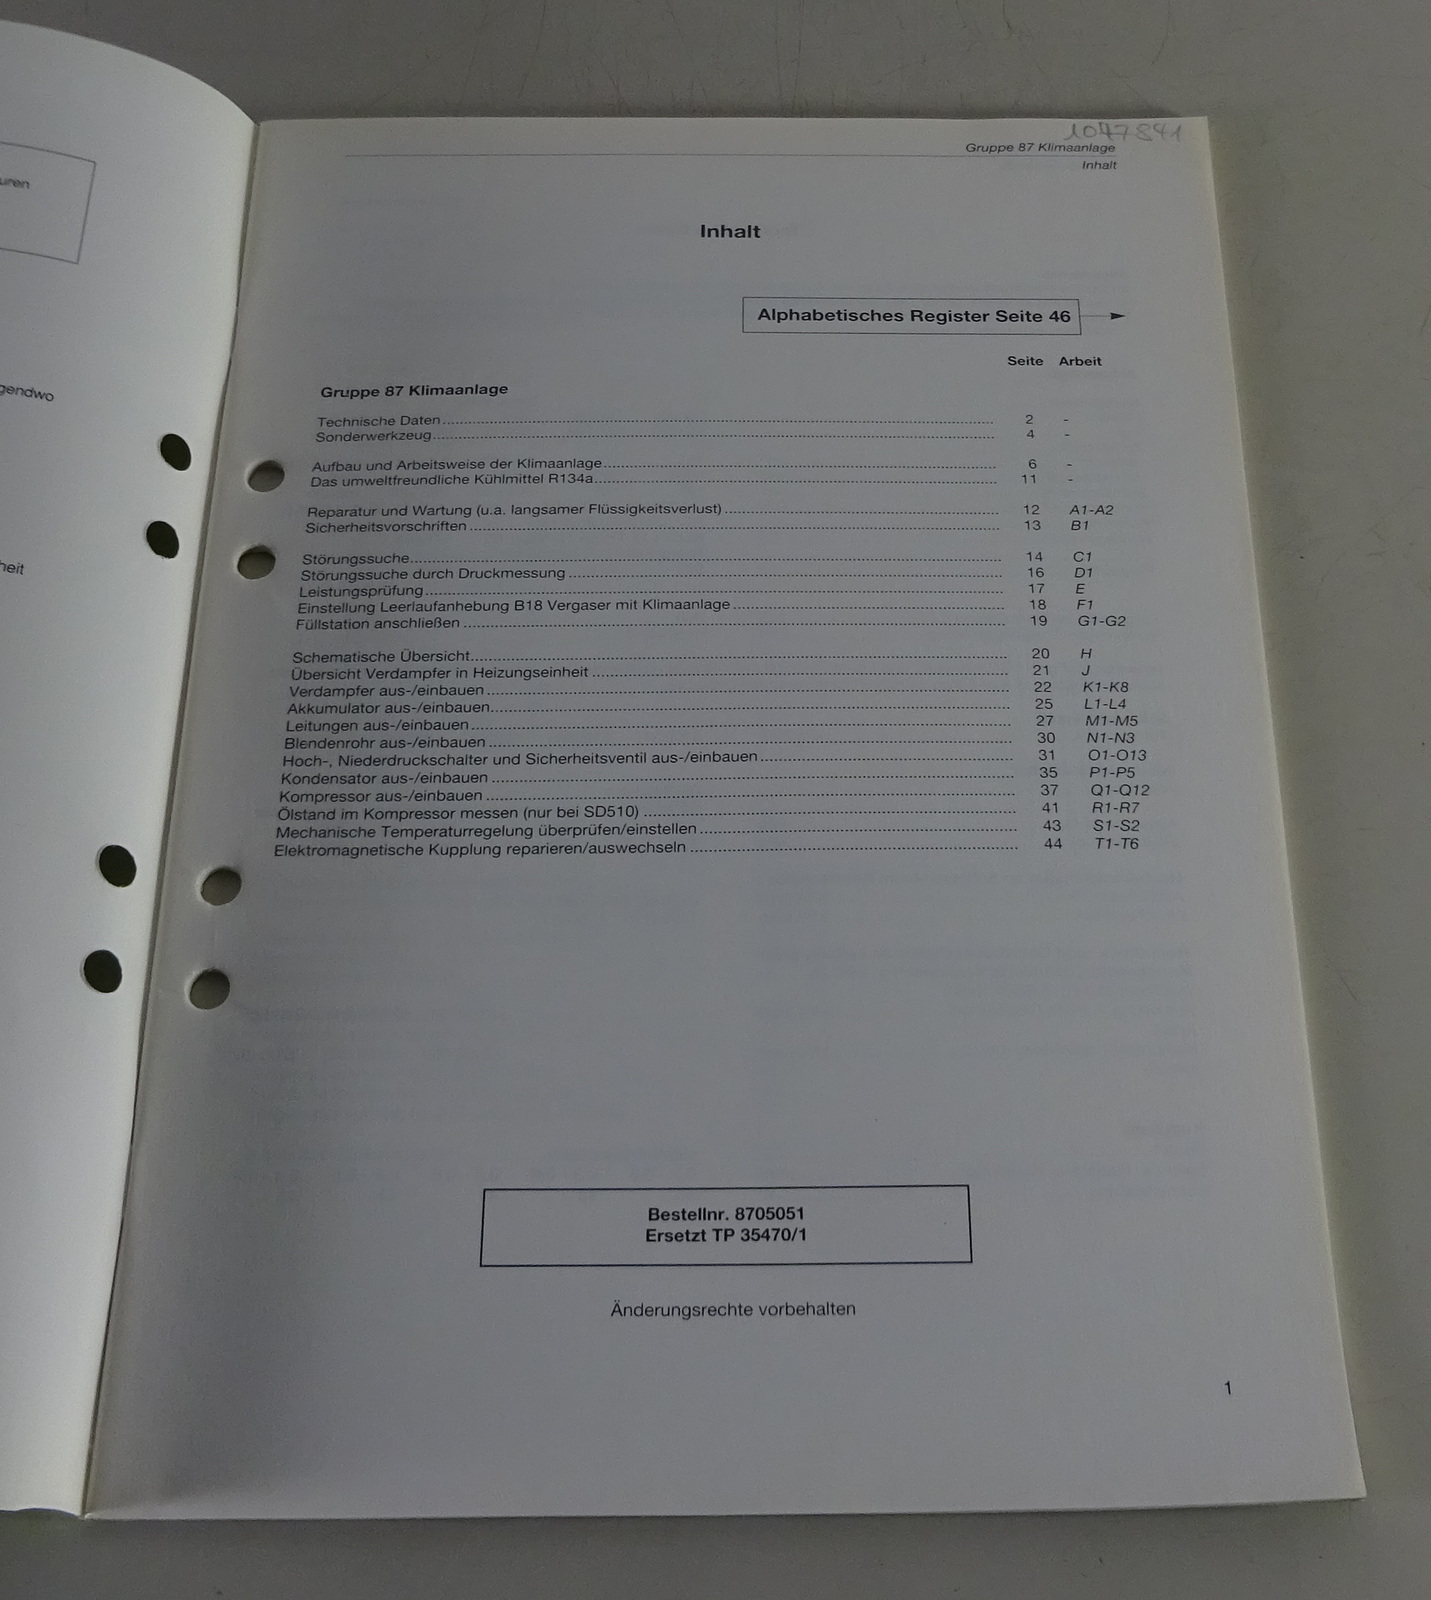 uren
gendwo
heit
1047841
Gruppe 87 Klimaanlage
Inhalt
Inhalt
Alphabetisches Register Seite 46
Seite Arbeit
Gruppe 87 Klimaanlage
Technische Daten 2 -
Sonderwerkzeug 4 -
Aufbau und Arbeitsweise der Klimaanlage 6 -
Das umweltfreundliche Kühlmittel R134a 11 -
Reparatur und Wartung (u.a. langsamer Flüssigkeitsverlust) 12 A1-A2
Sicherheitsvorschriften 13 B1
Störungssuche 14 C1
Störungssuche durch Druckmessung 16 D1
Leistungsprüfung 17 E
Einstellung Leerlaufanhebung B18 Vergaser mit Klimaanlage 18 F1
Füllstation anschließen 19 G1-G2
Schematische Übersicht 20 H
Übersicht Verdampfer in Heizungseinheit 21 J
Verdampfer aus-/einbauen 22 K1-K8
Akkumulator aus-/einbauen 25 L1-L4
Leitungen aus-/einbauen 27 M1-M5
Blendenrohr aus-/einbauen 30 N1-N3
Hoch-, Niederdruckschalter und Sicherheitsventil aus-/einbauen 31 O1-O13
Kondensator aus-/einbauen 35 P1-P5
Kompressor aus-/einbauen 37 Q1-Q12
Ölstand im Kompressor messen (nur bei SD510) 41 R1-R7
Mechanische Temperaturregelung überprüfen/einstellen 43 S1-S2
Elektromagnetische Kupplung reparieren/auswechseln 44 T1-T6
Bestellnr. 8705051
Ersetzt TP 35470/1
Änderungsrechte vorbehalten
1